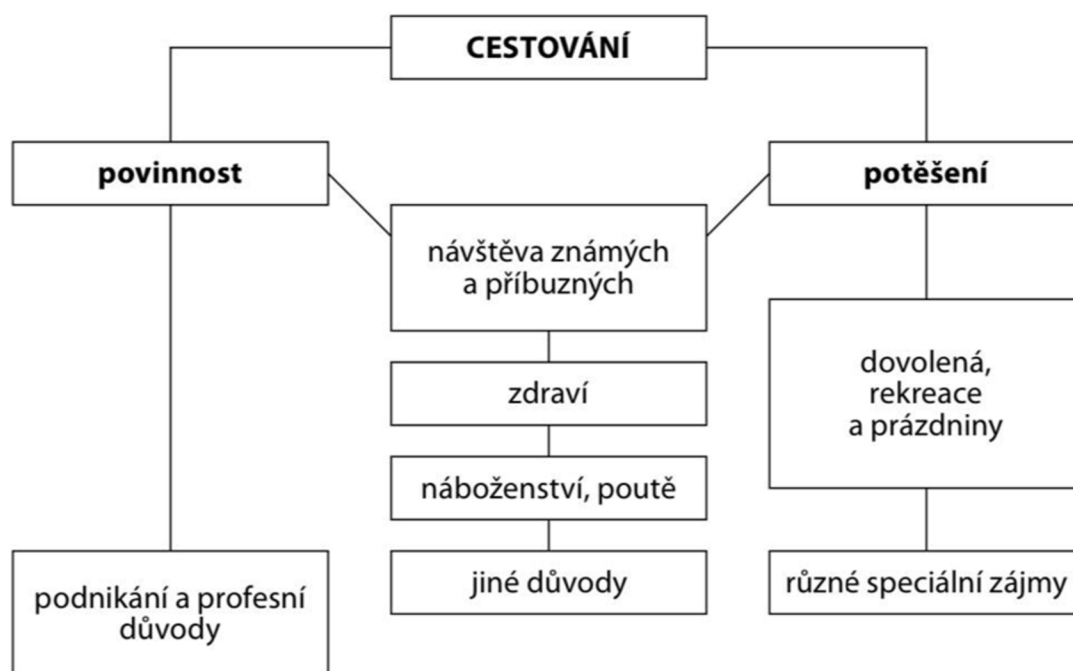 CESTOVÁNÍ
povinnost
potěšení
návštěva známých
a příbuzných
zdraví
náboženství, poutě
jiné důvody
dovolená,
rekreace
a prázdniny
podnikání a profesní
důvody
různé speciální zájmy